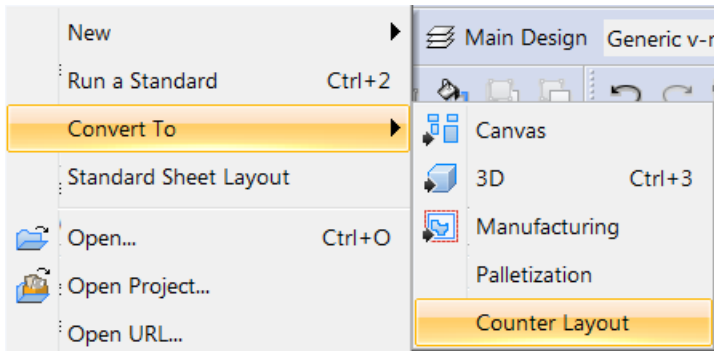 New
Run a Standard Ctrl+2
Convert To
Standard Sheet Layout
Open... Ctrl+O
Open Project...
Open URL...
Main Design Generic v-r
Canvas
3D Ctrl+3
Manufacturing
Palletization
Counter Layout